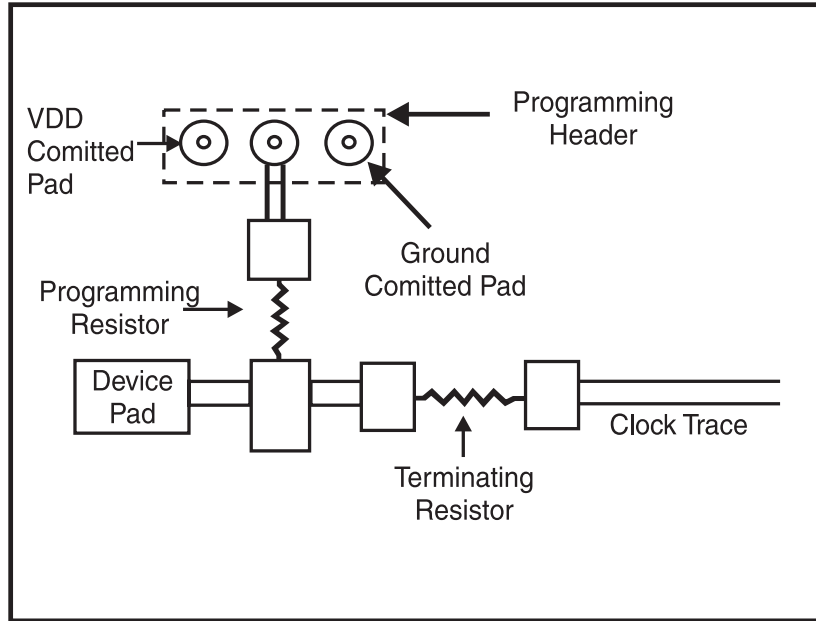 VDD
Comitted
Pad
Programming
Header
Ground
Comitted Pad
Programming
Resistor
Device
Pad
Clock Trace
Terminating
Resistor